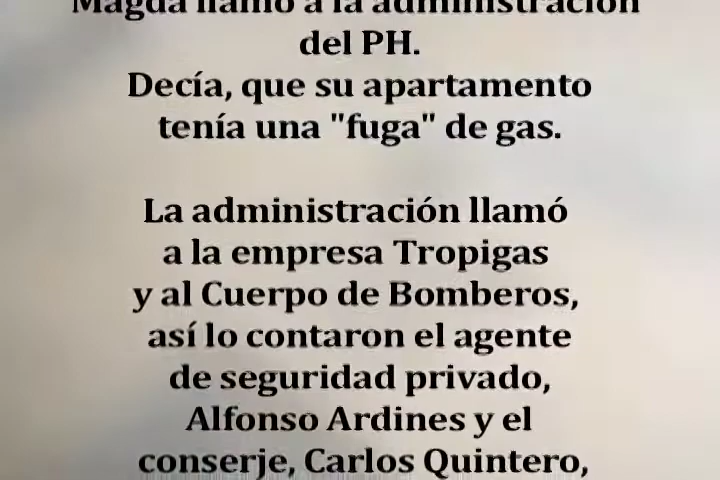 Magda llamó a la administración
del PH.
Decía, que su apartamento
tenía una "fuga" de gas.
La administración llamó
a la empresa Tropigas
y al Cuerpo de Bomberos,
así lo contaron el agente
de seguridad privado,
Alfonso Ardines y el
conserje, Carlos Quintero,